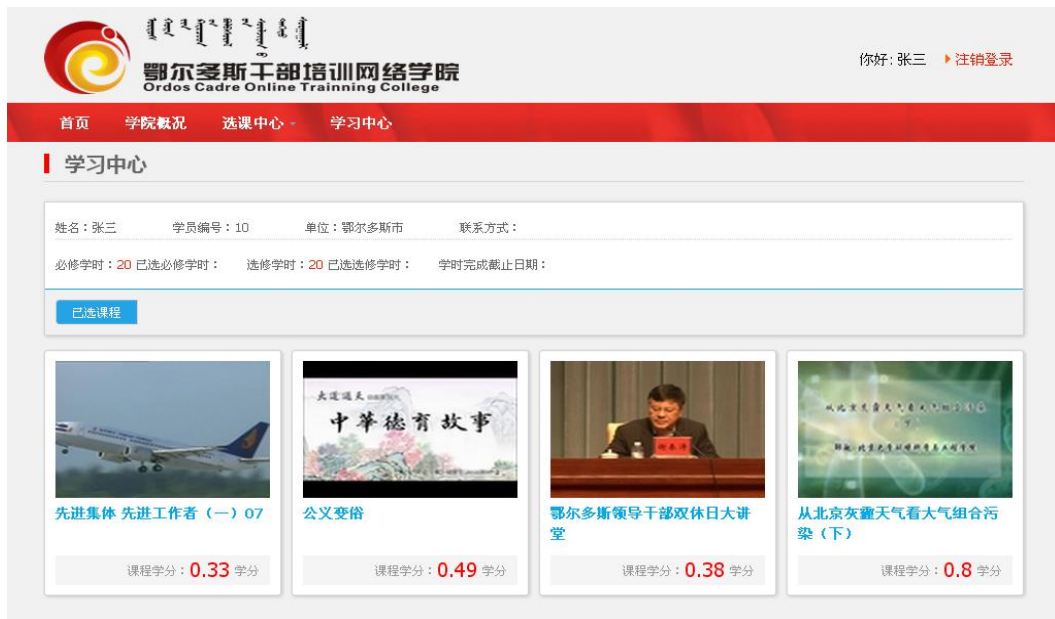 鄂尔多斯干部培训网络学院
Ordos Cadre Online Trainning College
你好: 张三 注销登录
首页 学院概况 选课中心 学习中心
学习中心
姓名：张三 学员编号：10 单位：鄂尔多斯市 联系方式：
必修学时：20 已选必修学时： 选修学时：20 已选选修学时： 学时完成截止日期：
已选课程
中华德育故事
先进集体 先进工作者（一）07
公义变俗
鄂尔多斯领导干部双休日大讲
堂
从北京灰霾天气看大气组合污
染（下）
课程学分：0.33 学分
课程学分：0.49 学分
课程学分：0.38 学分
课程学分：0.8 学分